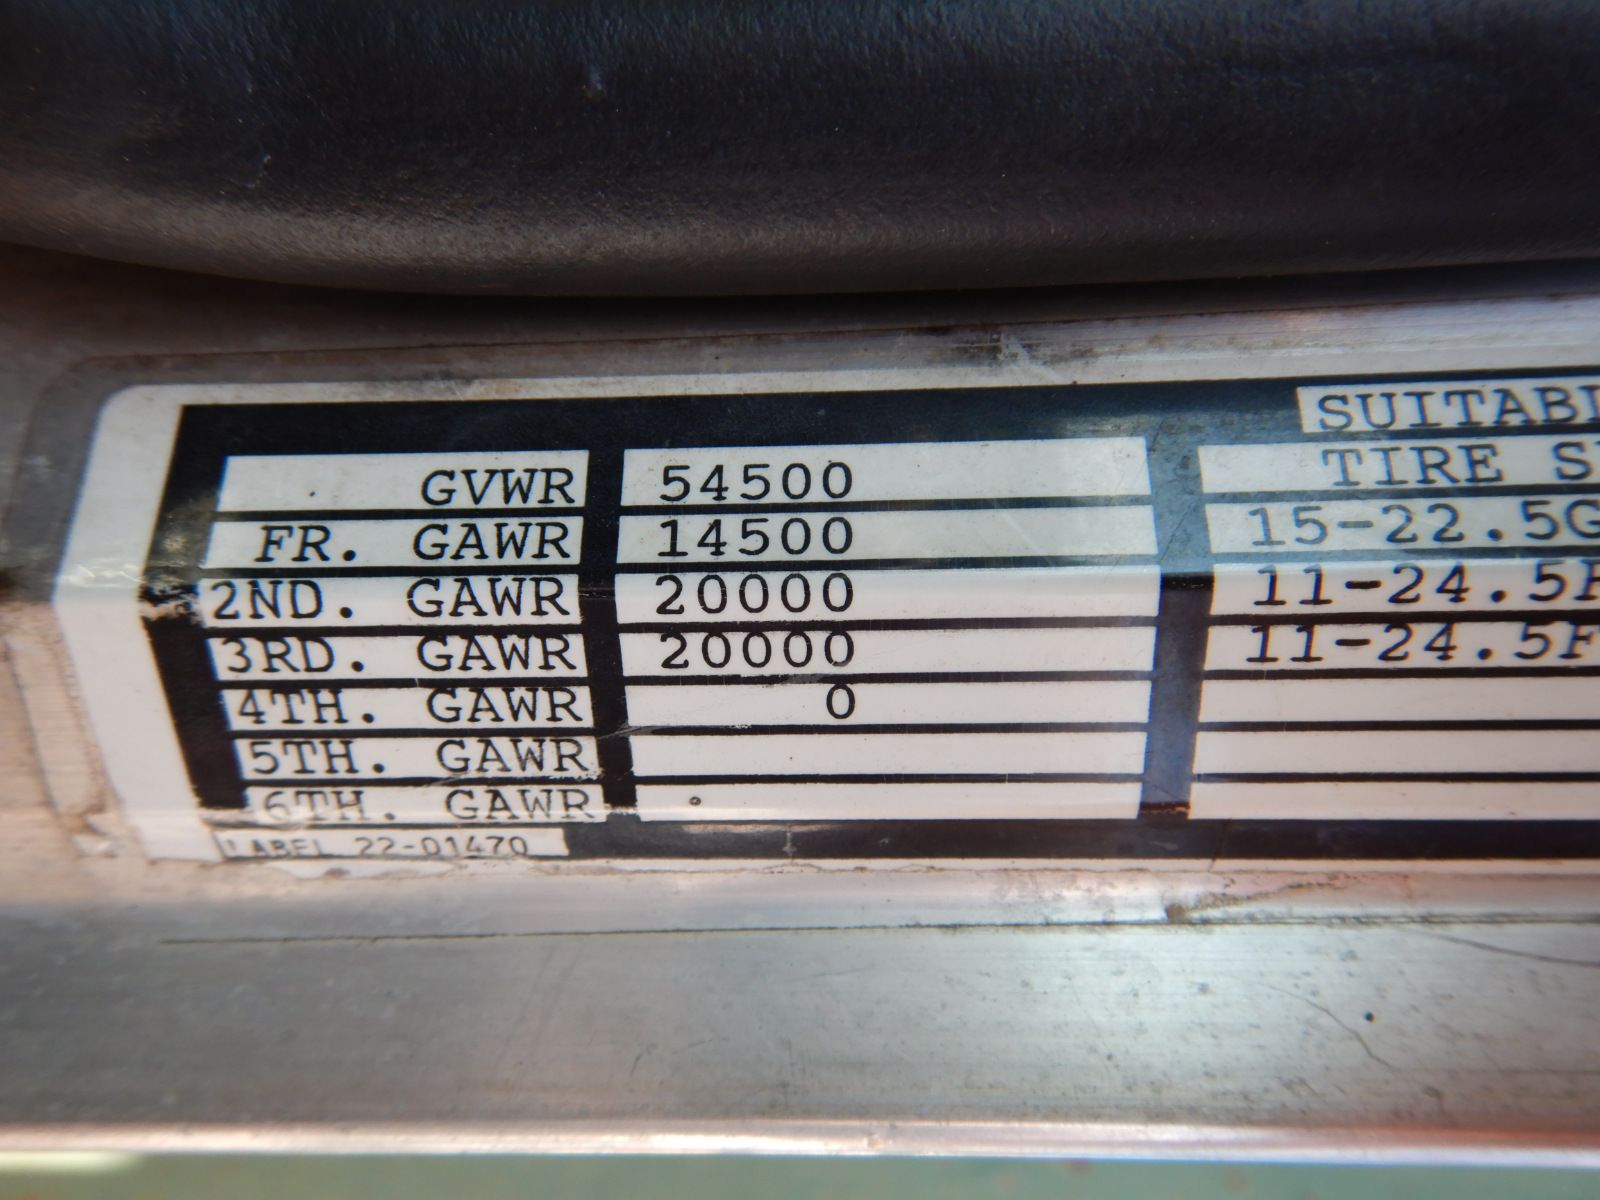 SUITABL
GVWR 54500 TIRE S
FR. GAWR 14500 15-22.5G
2ND. GAWR 20000 11-24.5F
3RD. GAWR 20000 11-24.5F
4TH. GAWR 0
5TH. GAWR
6TH. GAWR
LABEL 22-01470